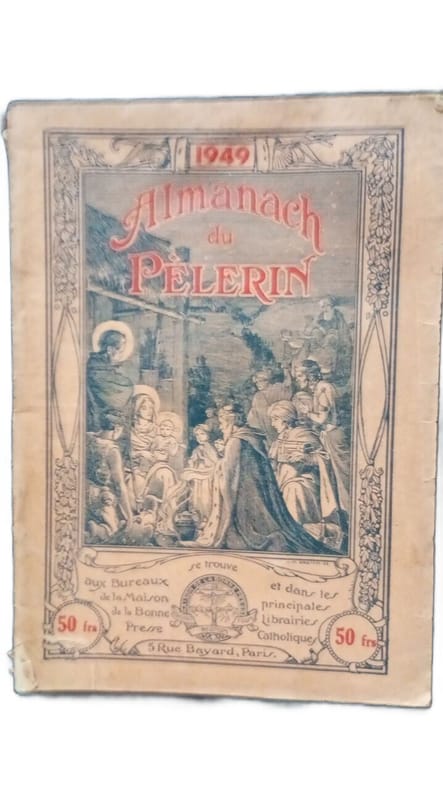 1949
Almanach
du
PÈLERIN
se trouve
aux Bureaux
de la Maison
de la Bonne
Presse
et dans les
principales
Librairies
Catholiques
50 frs
50 frs
5 Rue Bayard, Paris.